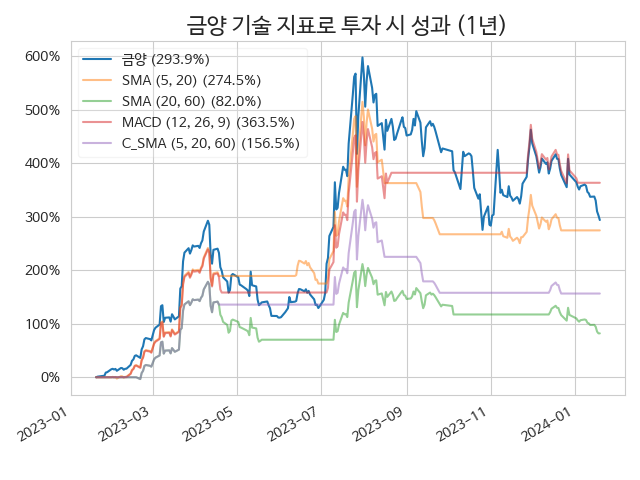 금양 기술 지표로 투자 시 성과 (1년)
600%
500%
400%
300%
200%
100%
0%
금양 (293.9%)
SMA (5, 20) (274.5%)
SMA (20, 60) (82.0%)
MACD (12, 26, 9) (363.5%)
C_SMA (5, 20, 60) (156.5%)
2023-01
2023-03
2023-05
2023-07
2023-09
2023-11
2024-01